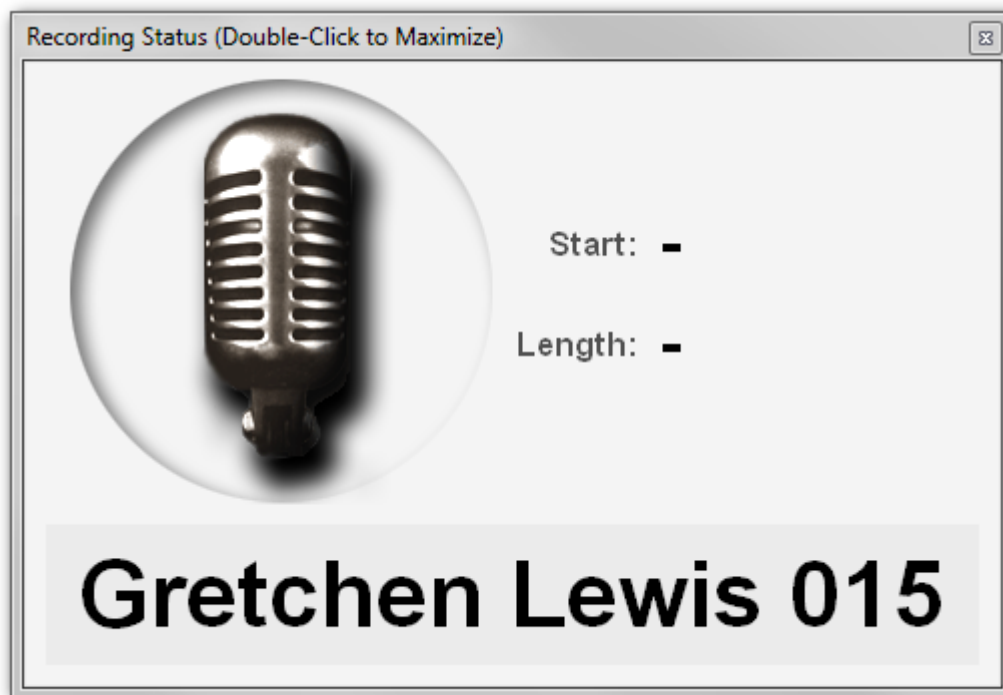 Recording Status (Double-Click to Maximize)
Start: -
Length: -
Gretchen Lewis 015